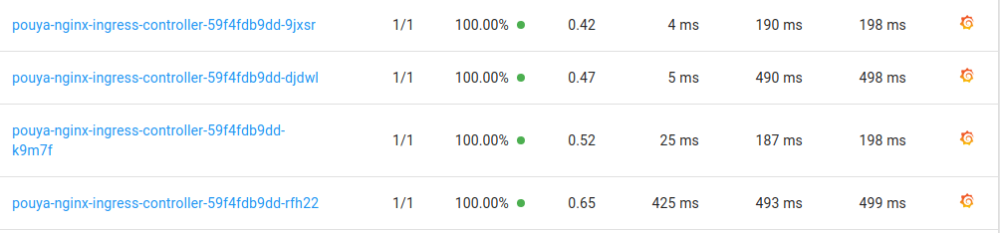 pouya-nginx-ingress-controller-59f4fdb9dd-9jxsr 1/1 100.00% 0.42 4 ms 190 ms 198 ms
pouya-nginx-ingress-controller-59f4fdb9dd-djdwl 1/1 100.00% 0.47 5 ms 490 ms 498 ms
pouya-nginx-ingress-controller-59f4fdb9dd-
k9m7f 1/1 100.00% 0.52 25 ms 187 ms 198 ms
pouya-nginx-ingress-controller-59f4fdb9dd-rfh22 1/1 100.00% 0.65 425 ms 493 ms 499 ms